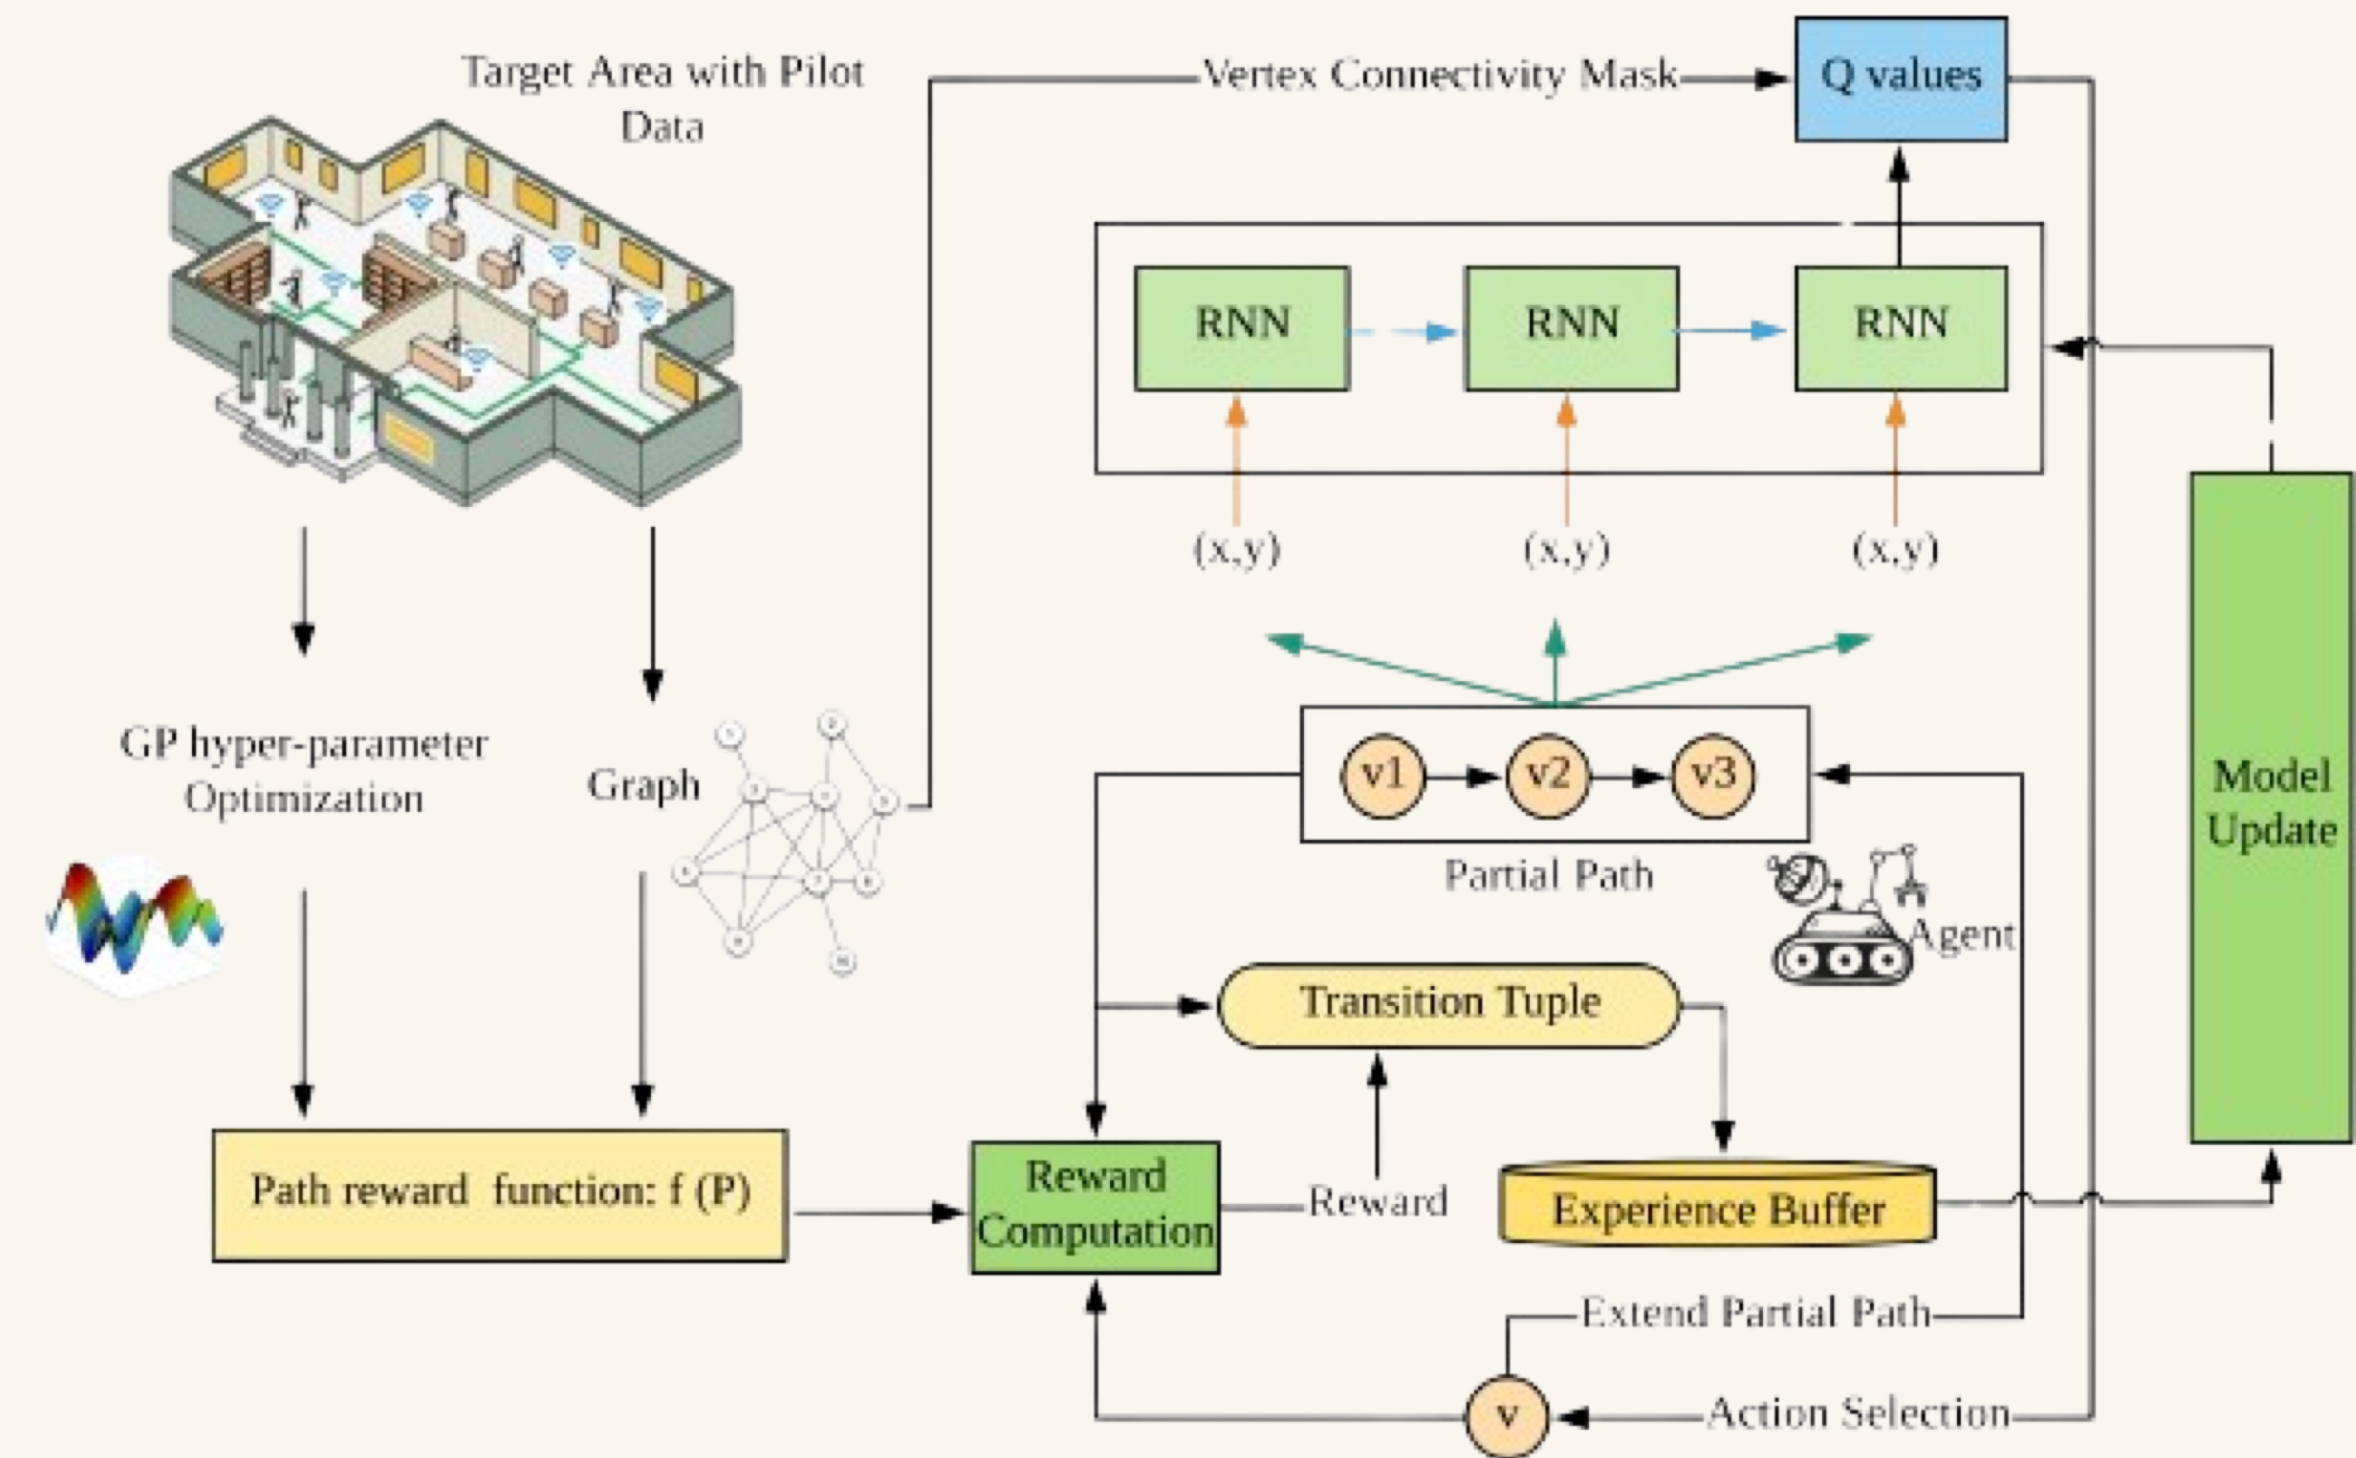 Target Area with Pilot
Data
Vertex Connectivity Mask
Q values
RNN
RNN
RNN
(x,y)
(x,y)
(x,y)
GP hyper-parameter
Optimization
Graph
v1
v2
v3
Partial Path
Agent
Model
Update
Transition Tuple
Path reward function: f (P)
Reward
Computation
Reward
Experience Buffer
Extend Partial Path
v
Action Selection